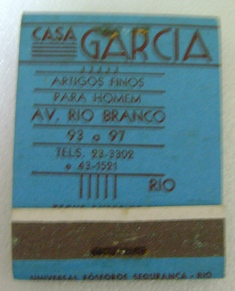 CASA GARCIA
ARTIGOS FINOS
PARA HOMEM
AV. RIO BRANCO
93 a 97
TELS. 23-3302
e 43-1521
RIO
UNIVERSAL FÓSFOROS SEGURANÇA - RIO